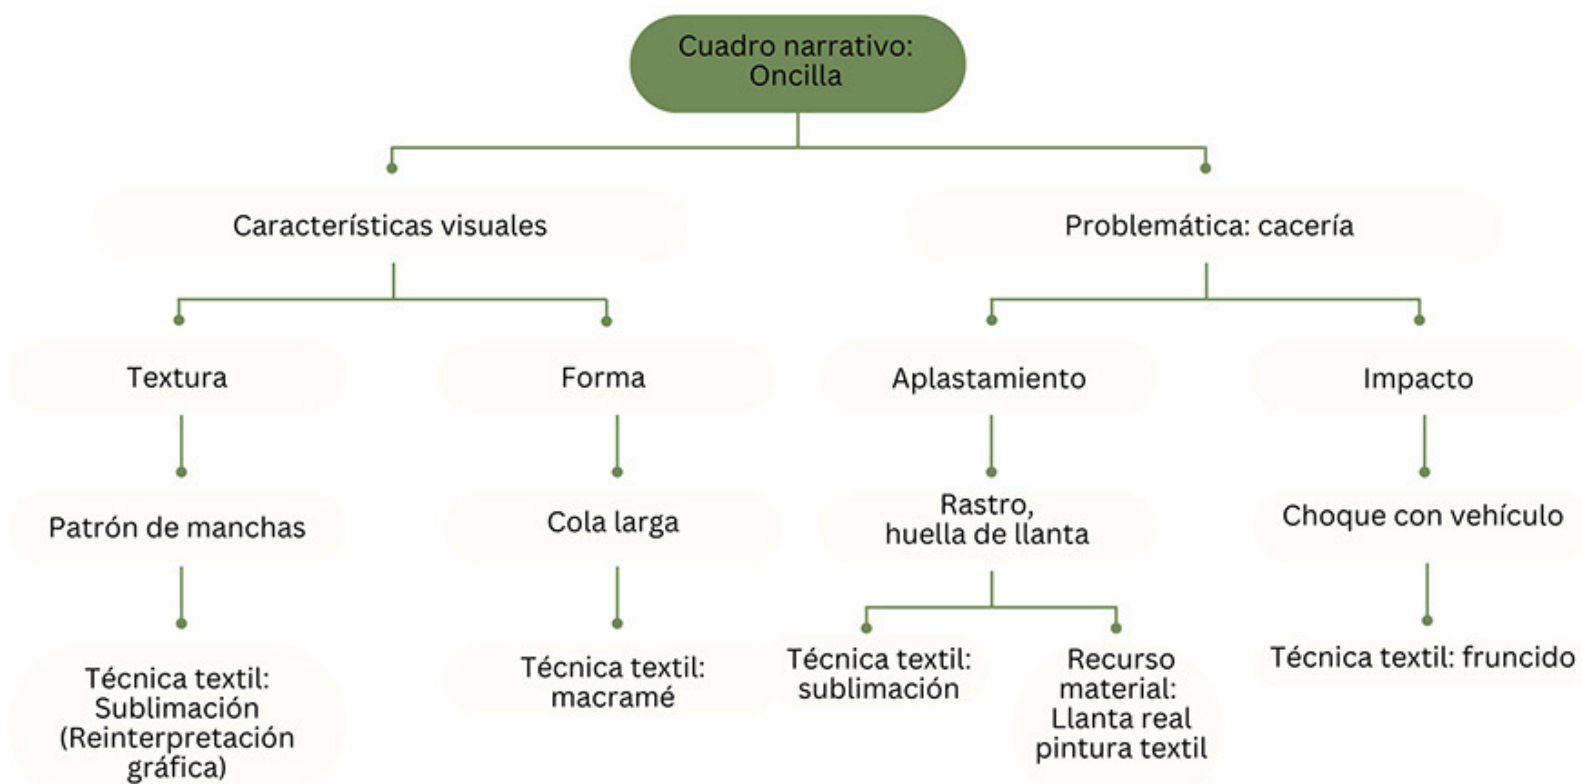 Cuadro narrativo:
Oncilla
Características visuales
Problemática: cacería
Textura
Forma
Aplastamiento
Impacto
Patrón de manchas
Cola larga
Rastro,
huella de llanta
Choque con vehículo
Técnica textil:
Sublimación
(Reinterpretación
gráfica)
Técnica textil:
macramé
Técnica textil:
sublimación
Recurso
material:
Llanta real
pintura textil
Técnica textil: fruncido